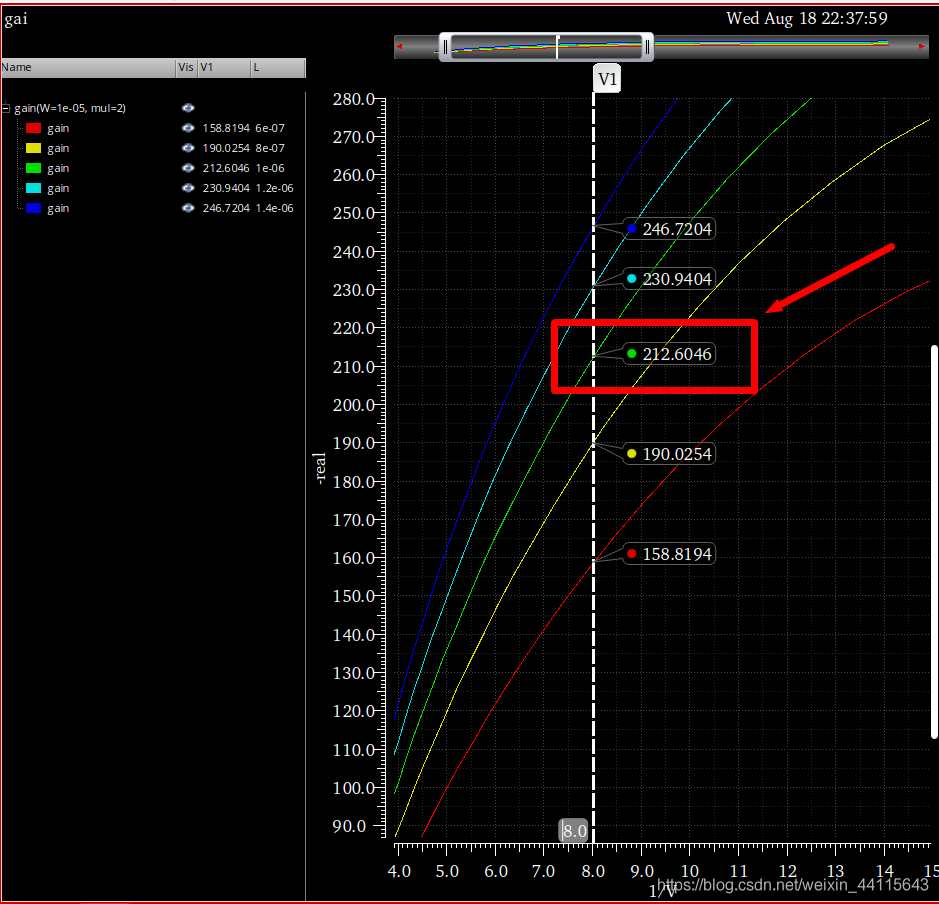 gai
Wed Aug 18 22:37:59
Name Vis V1 L
gain(W=1e-05, mul=2)
gain 158.8194 6e-07
gain 190.0254 8e-07
gain 212.6046 1e-06
gain 230.9404 1.2e-06
gain 246.7204 1.4e-06
V1
280.0
270.0
260.0
250.0
240.0
230.0
220.0
210.0
200.0
190.0
180.0
170.0
160.0
150.0
140.0
130.0
120.0
110.0
100.0
90.0
-real
246.7204
230.9404
212.6046
190.0254
158.8194
8.0
4.0 5.0 6.0 7.0 8.0 9.0 10 11 12 13 14 15
1/V
https://blog.csdn.net/weixin_44115643